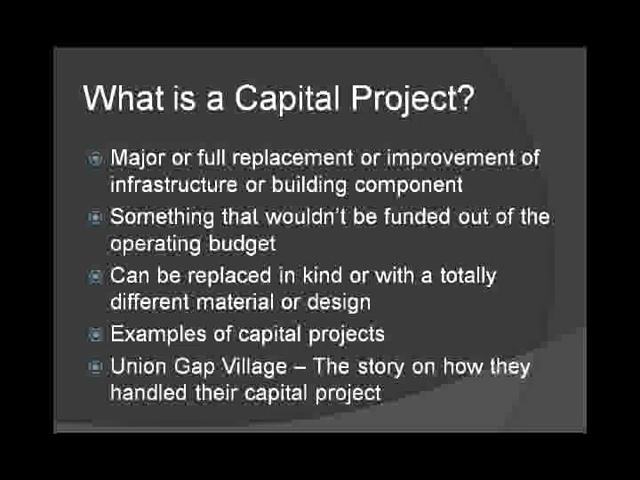 What is a Capital Project?
Major or full replacement or improvement of
infrastructure or building component
Something that wouldn't be funded out of the
operating budget
Can be replaced in kind or with a totally
different material or design
Examples of capital projects
Union Gap Village – The story on how they
handled their capital project